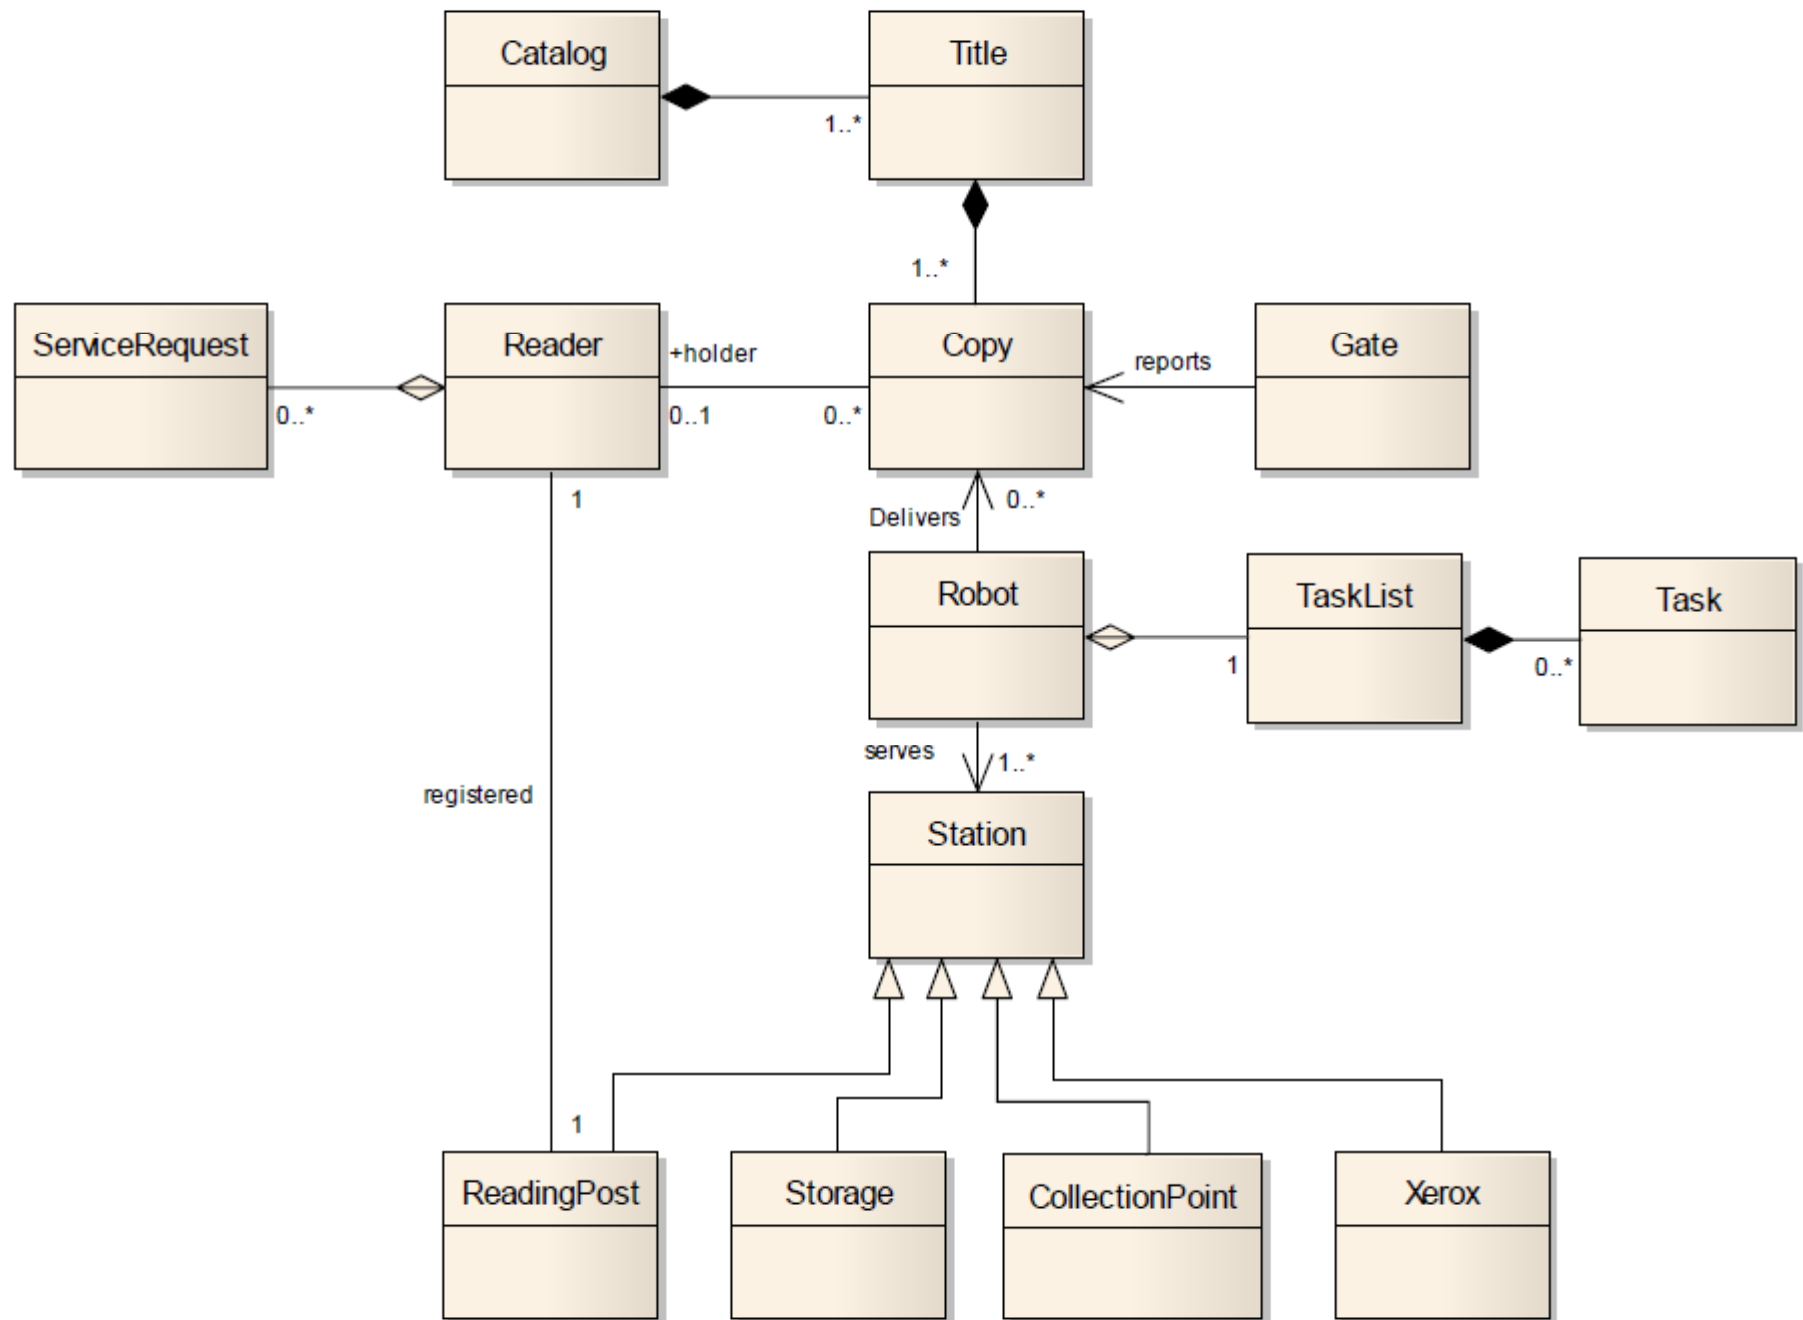 Catalog
Title
1..*
1..*
ServiceRequest
Reader
+holder
Copy
reports
Gate
0..*
0..1
0..*
1
0..*
Delivers
Robot
TaskList
Task
1
0..*
serves
1..*
registered
Station
1
ReadingPost
Storage
CollectionPoint
Xerox